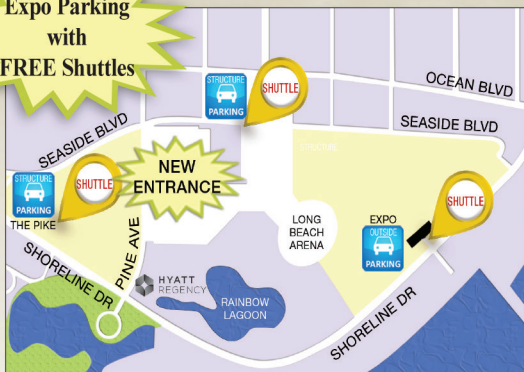 Expo Parking
with
FREE Shuttles
STRUCTURE
PARKING
SHUTTLE
OCEAN BLVD
SEASIDE BLVD
SEASIDE BLVD
STRUCTURE
NEW
ENTRANCE
STRUCTURE
PARKING
THE PIKE
SHUTTLE
SHUTTLE
LONG
BEACH
ARENA
EXPO
OUTSIDE
PARKING
PINE AVE
SHORELINE DR
HYATT
REGENCY
RAINBOW
LAGOON
SHORELINE DR